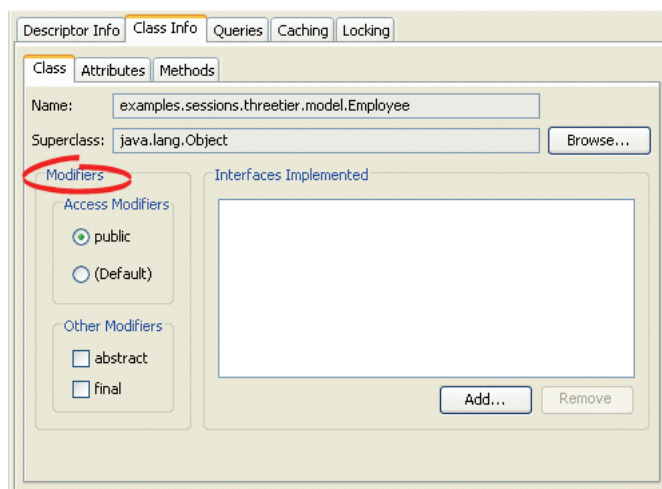 Descriptor Info Class Info Queries Caching Locking
Class Attributes Methods
Name: examples.sessions.threetier.model.Employee
Superclass: java.lang.Object Browse...
Modifiers Interfaces Implemented
Access Modifiers
public
(Default)
Other Modifiers
abstract
final
Add... Remove